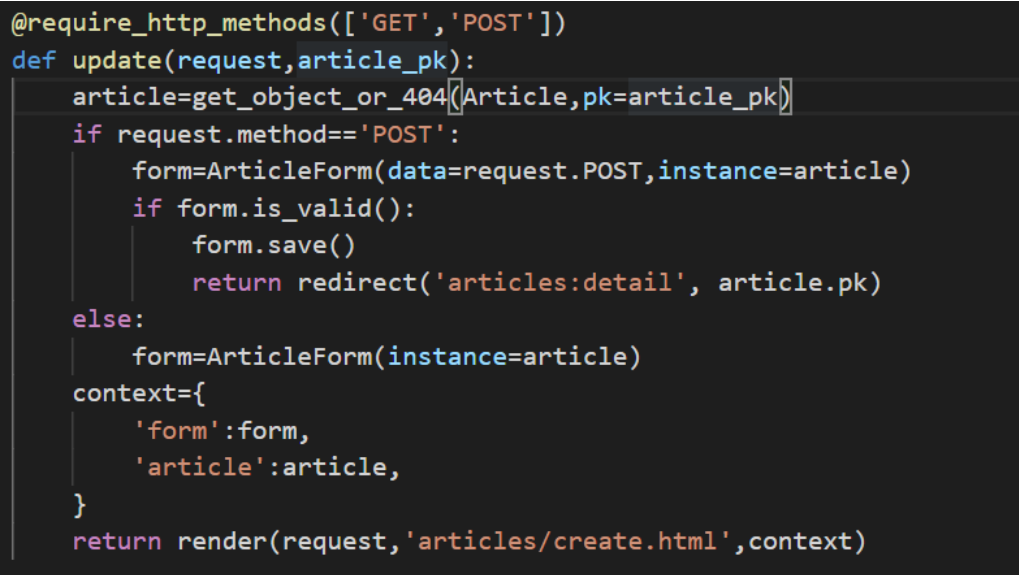 @require_http_methods(['GET','POST'])
def update(request,article_pk):
    article=get_object_or_404(Article,pk=article_pk)
    if request.method=='POST':
        form=ArticleForm(data=request.POST,instance=article)
        if form.is_valid():
            form.save()
            return redirect('articles:detail', article.pk)
    else:
        form=ArticleForm(instance=article)
    context={
        'form':form,
        'article':article,
    }
    return render(request,'articles/create.html',context)